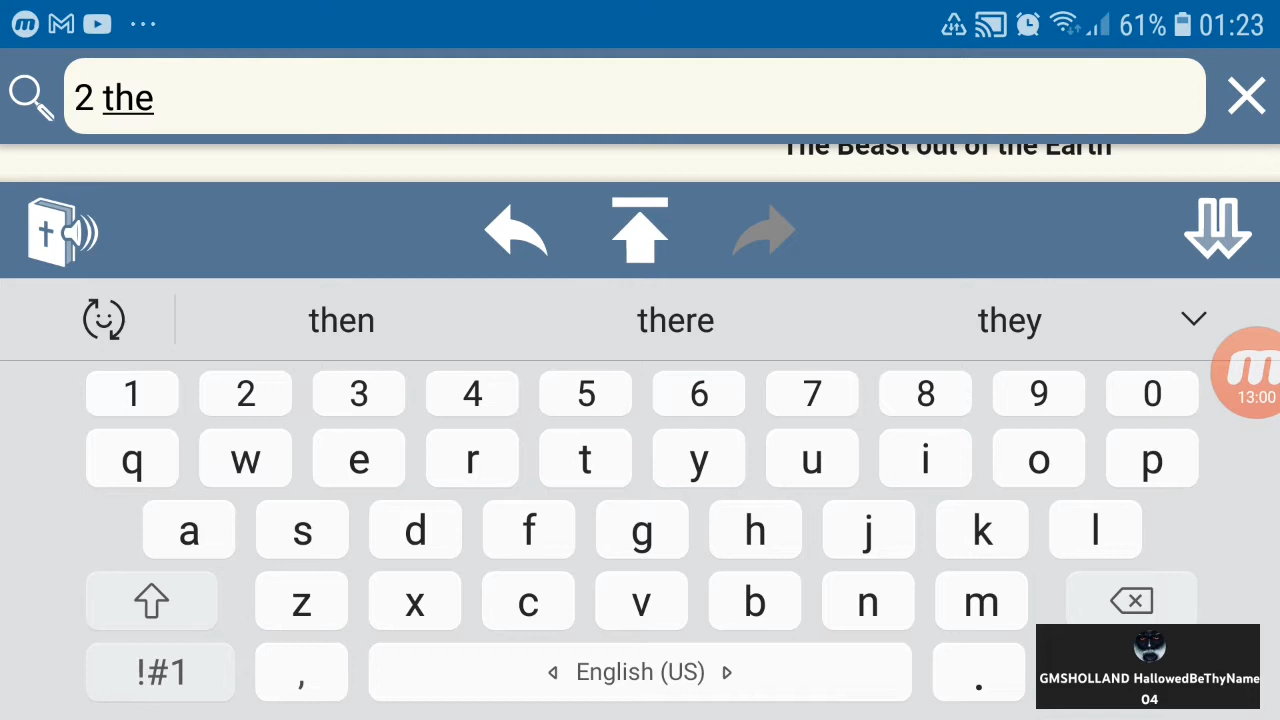 61% 01:23
2 the
The Beast out of the Earth
then there they
1 2 3 4 5 6 7 8 9 0
q w e r t y u i o p
13:00
a s d f g h j k l
z x c v b n m
!#1 , English (US) .
GMSHOLLAND HallowedBeThyName
04